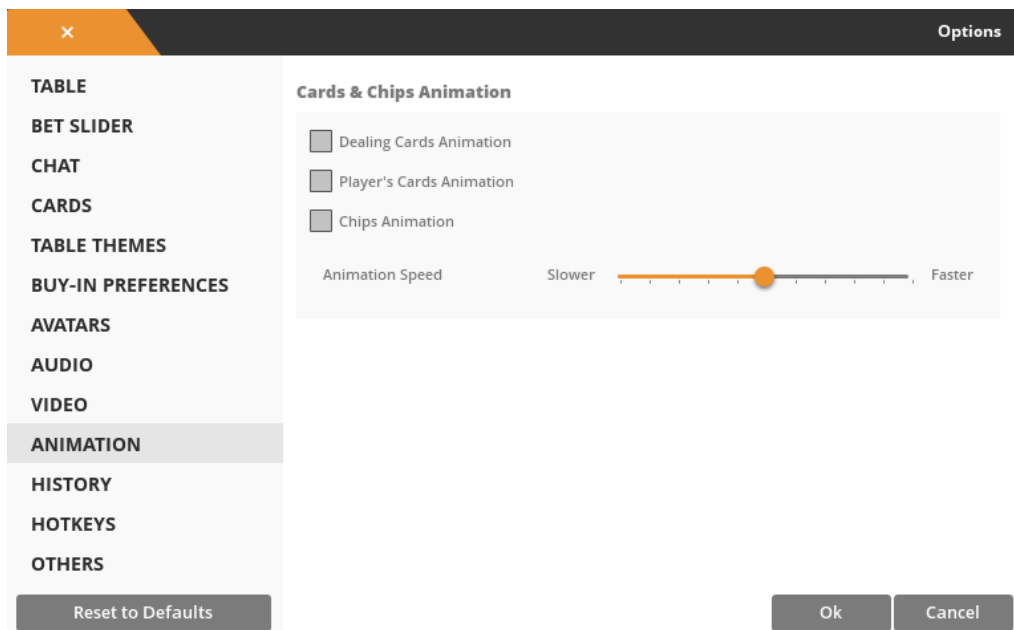 ×
Options
TABLE
BET SLIDER
CHAT
CARDS
TABLE THEMES
BUY-IN PREFERENCES
AVATARS
AUDIO
VIDEO
ANIMATION
HISTORY
HOTKEYS
OTHERS
Reset to Defaults
Cards & Chips Animation
Dealing Cards Animation
Player's Cards Animation
Chips Animation
Animation Speed Slower Faster
Ok Cancel